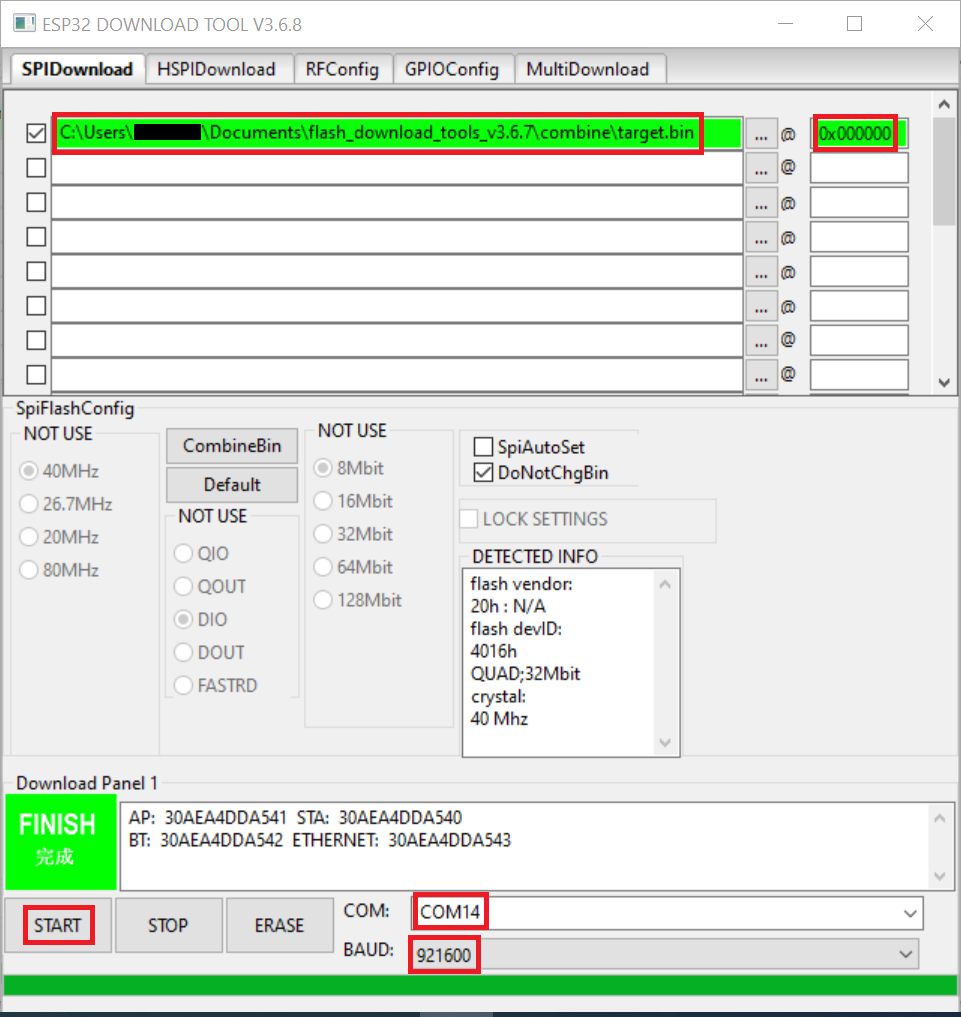 ESP32 DOWNLOAD TOOL V3.6.8
SPIDownload HSPIDownload RFConfig GPIOConfig MultiDownload
C:\Users\ \Documents\flash_download_tools_v3.6.7\combine\target.bin ... @ 0x000000
... @
... @
... @
... @
... @
... @
... @
SpiFlashConfig
NOT USE
40MHz
26.7MHz
20MHz
80MHz
CombineBin
Default
NOT USE
QIO
QOUT
DIO
DOUT
FASTRD
NOT USE
8Mbit
16Mbit
32Mbit
64Mbit
128Mbit
SpiAutoSet
DoNotChgBin
LOCK SETTINGS
DETECTED INFO
flash vendor:
20h : N/A
flash devID:
4016h
QUAD;32Mbit
crystal:
40 Mhz
Download Panel 1
FINISH
完成
AP: 30AEA4DDA541 STA: 30AEA4DDA540
BT: 30AEA4DDA542 ETHERNET: 30AEA4DDA543
START STOP ERASE
COM: COM14
BAUD: 921600